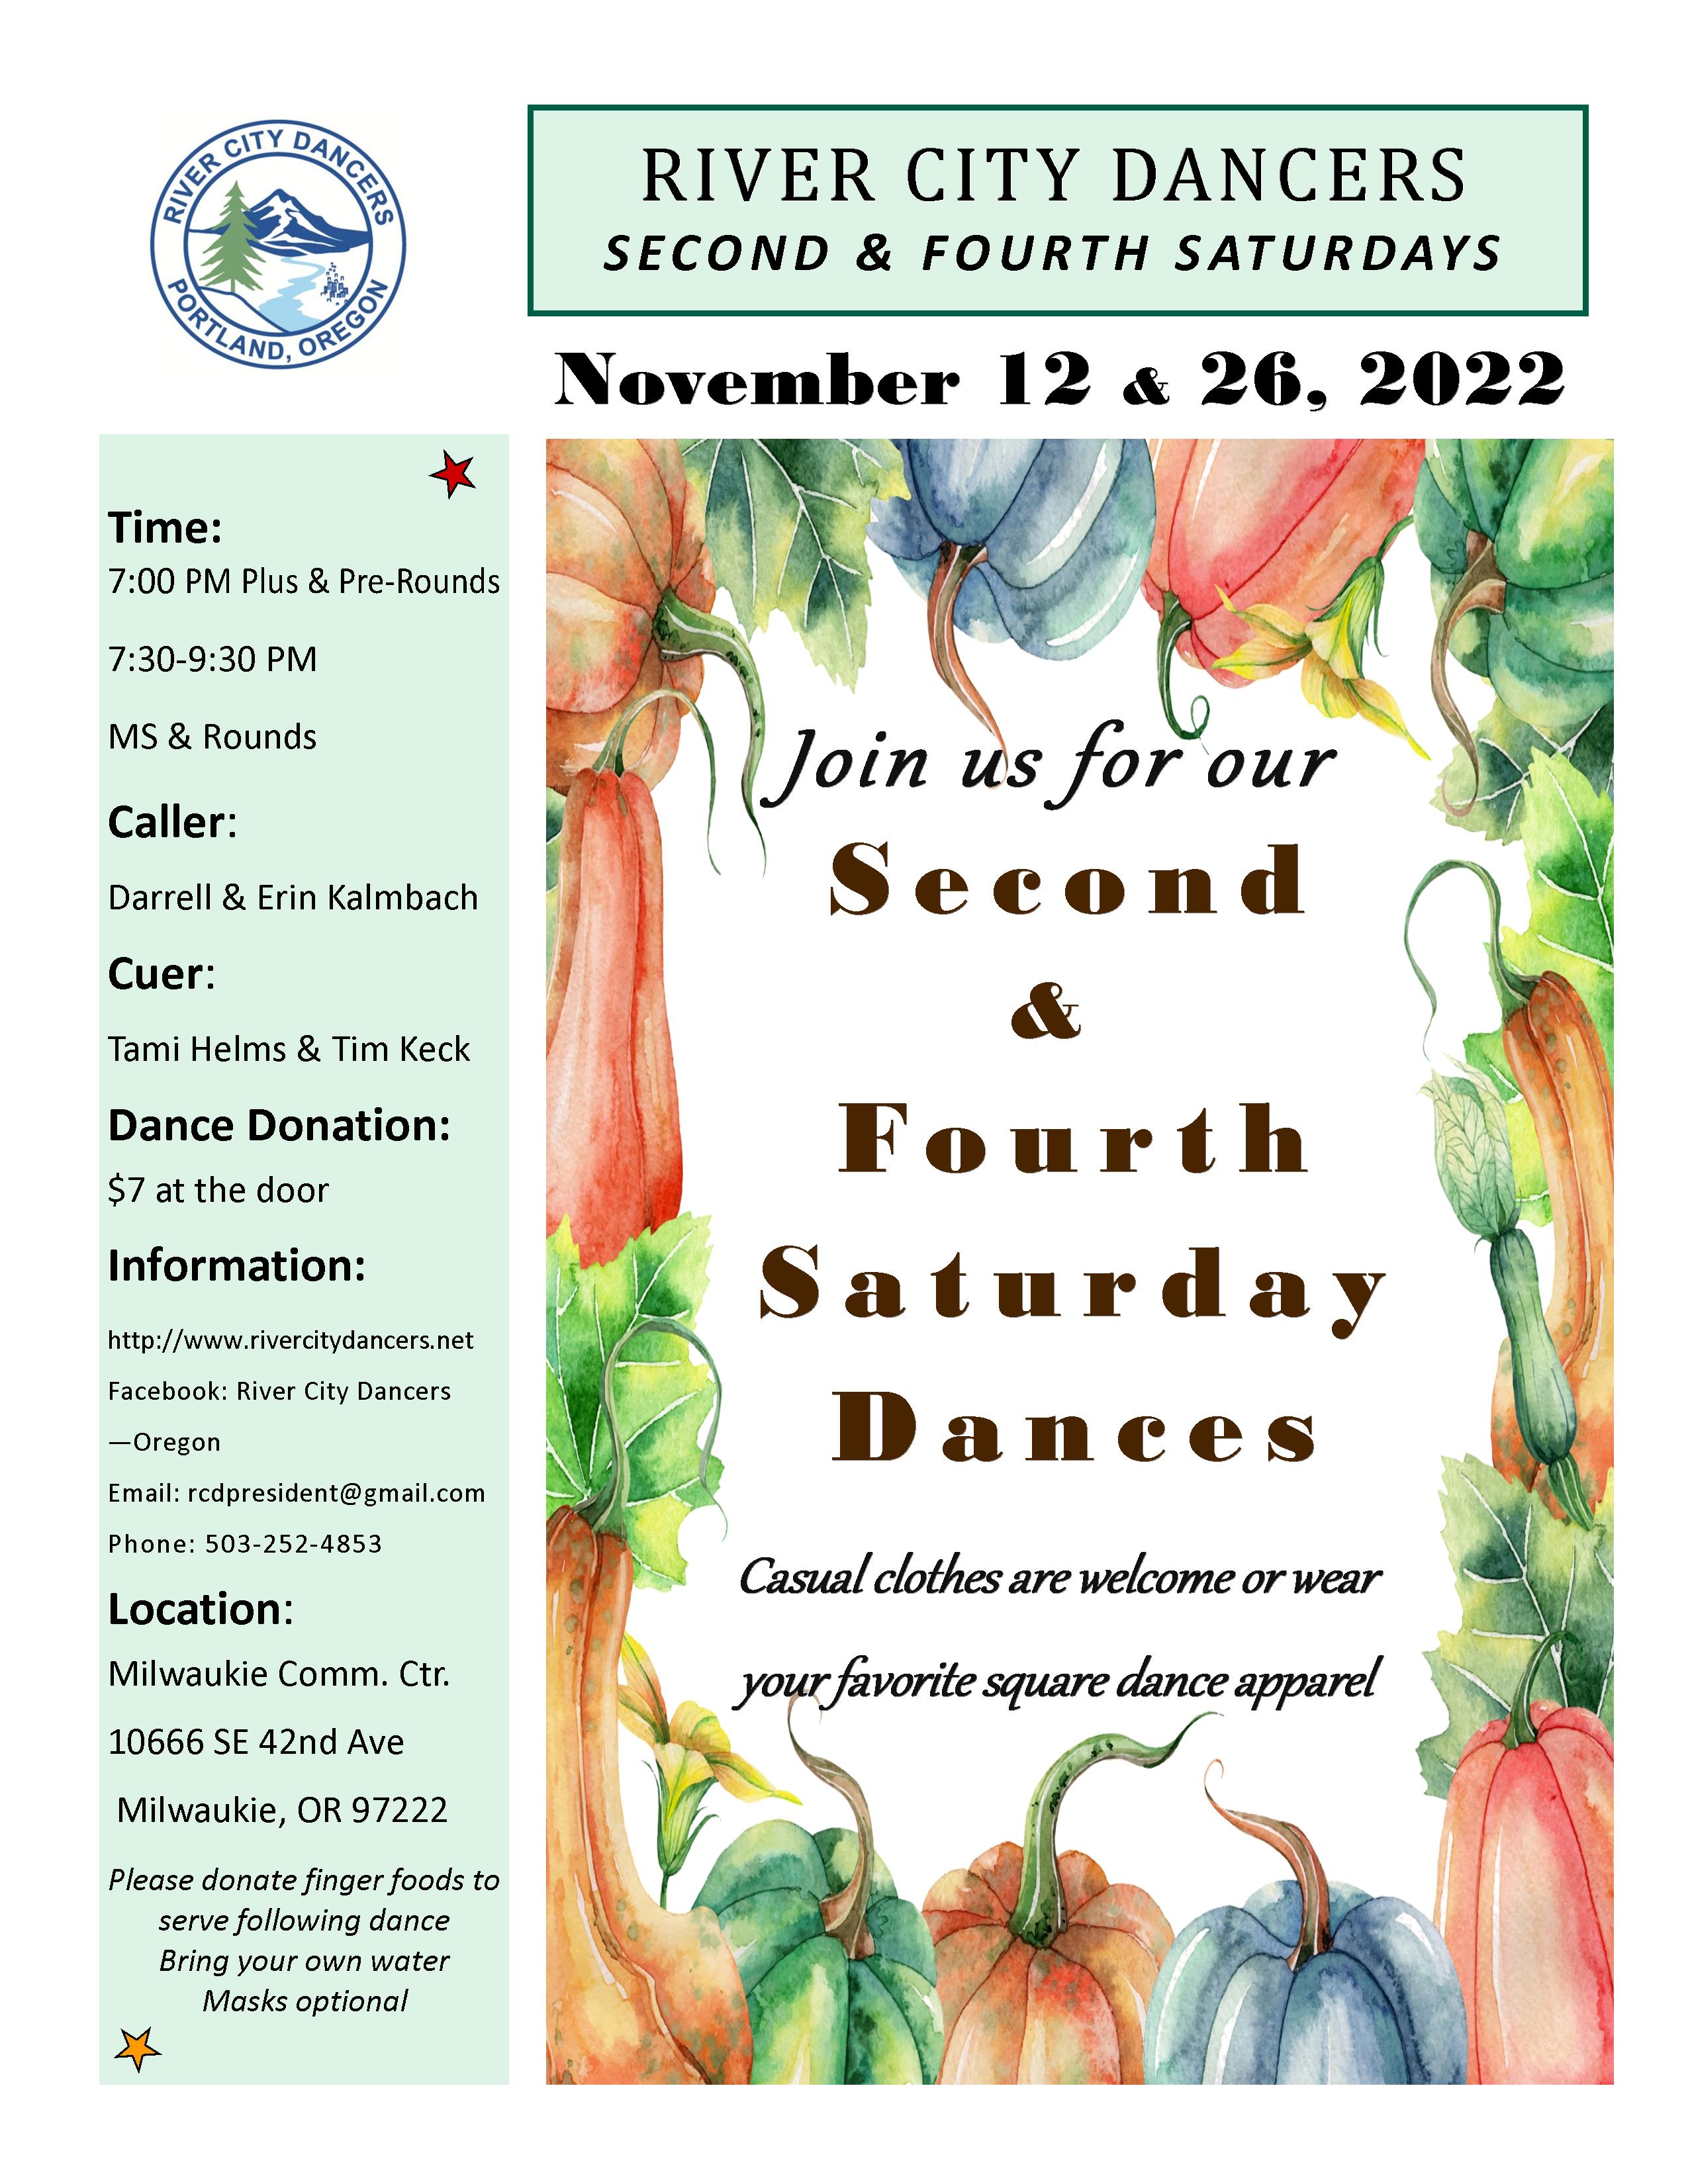 RIVER CITY DANCERS
PORTLAND, OREGON
RIVER CITY DANCERS
SECOND & FOURTH SATURDAYS
November 12 & 26, 2022
Time:
7:00 PM Plus & Pre-Rounds
7:30-9:30 PM
MS & Rounds
Caller:
Darrell & Erin Kalmbach
Cuer:
Tami Helms & Tim Keck
Dance Donation:
$7 at the door
Information:
http://www.rivercitydancers.net
Facebook: River City Dancers
—Oregon
Email: rcdpresident@gmail.com
Phone: 503-252-4853
Location:
Milwaukie Comm. Ctr.
10666 SE 42nd Ave
Milwaukie, OR 97222
Please donate finger foods to
serve following dance
Bring your own water
Masks optional
Join us for our
Second
&
Fourth
Saturday
Dances
Casual clothes are welcome or wear
your favorite square dance apparel